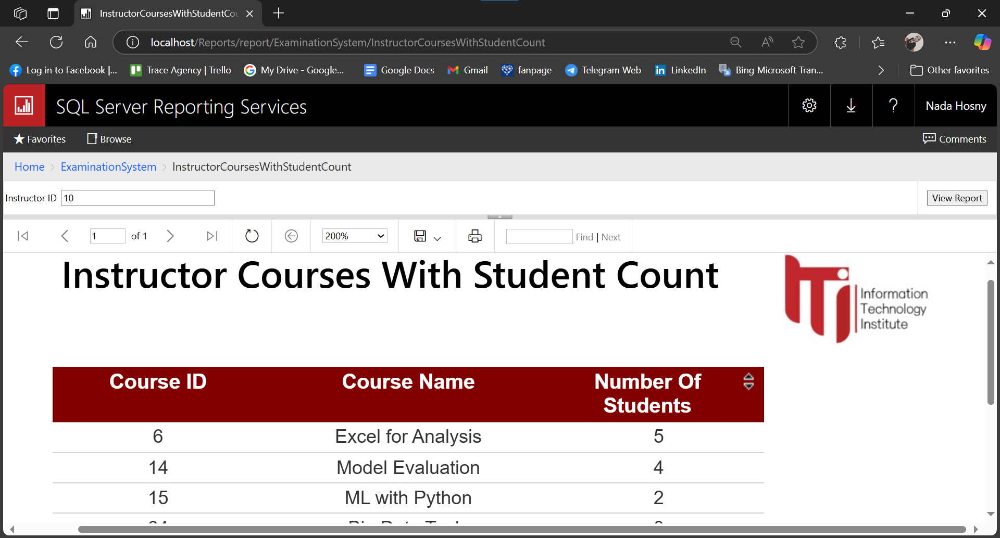 InstructorCoursesWithStudentCou
localhost/Reports/report/ExaminationSystem/InstructorCoursesWithStudentCount
Log in to Facebook |... Trace Agency | Trello My Drive - Google... Google Docs Gmail fanpage Telegram Web LinkedIn Bing Microsoft Tran... Other favorites
SQL Server Reporting Services ? Nada Hosny
Favorites Browse Comments
Home > ExaminationSystem > InstructorCoursesWithStudentCount
Instructor ID 10 View Report
1 of 1 200% Find | Next
Instructor Courses With Student Count
iTi
Information
Technology
Institute
Course ID Course Name Number Of
Students
6 Excel for Analysis 5
14 Model Evaluation 4
15 ML with Python 2